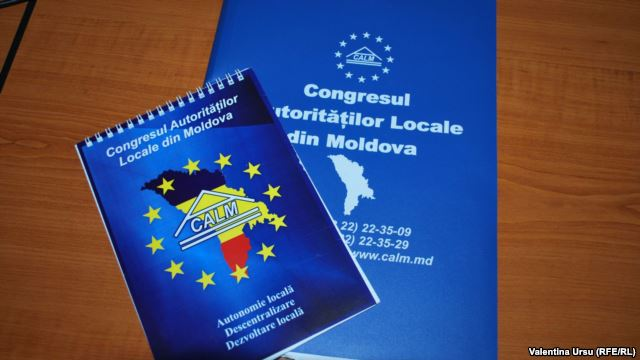 Congresul Autorităților
Locale din Moldova
CALM
Autonomie locală
Descentralizare
Dezvoltare locală
CALM
Congresul
utorităților Locale
din Moldova
22) 22-35-09
2) 22-35-29
www.calm.md
Valentina Ursu (RFE/RL)